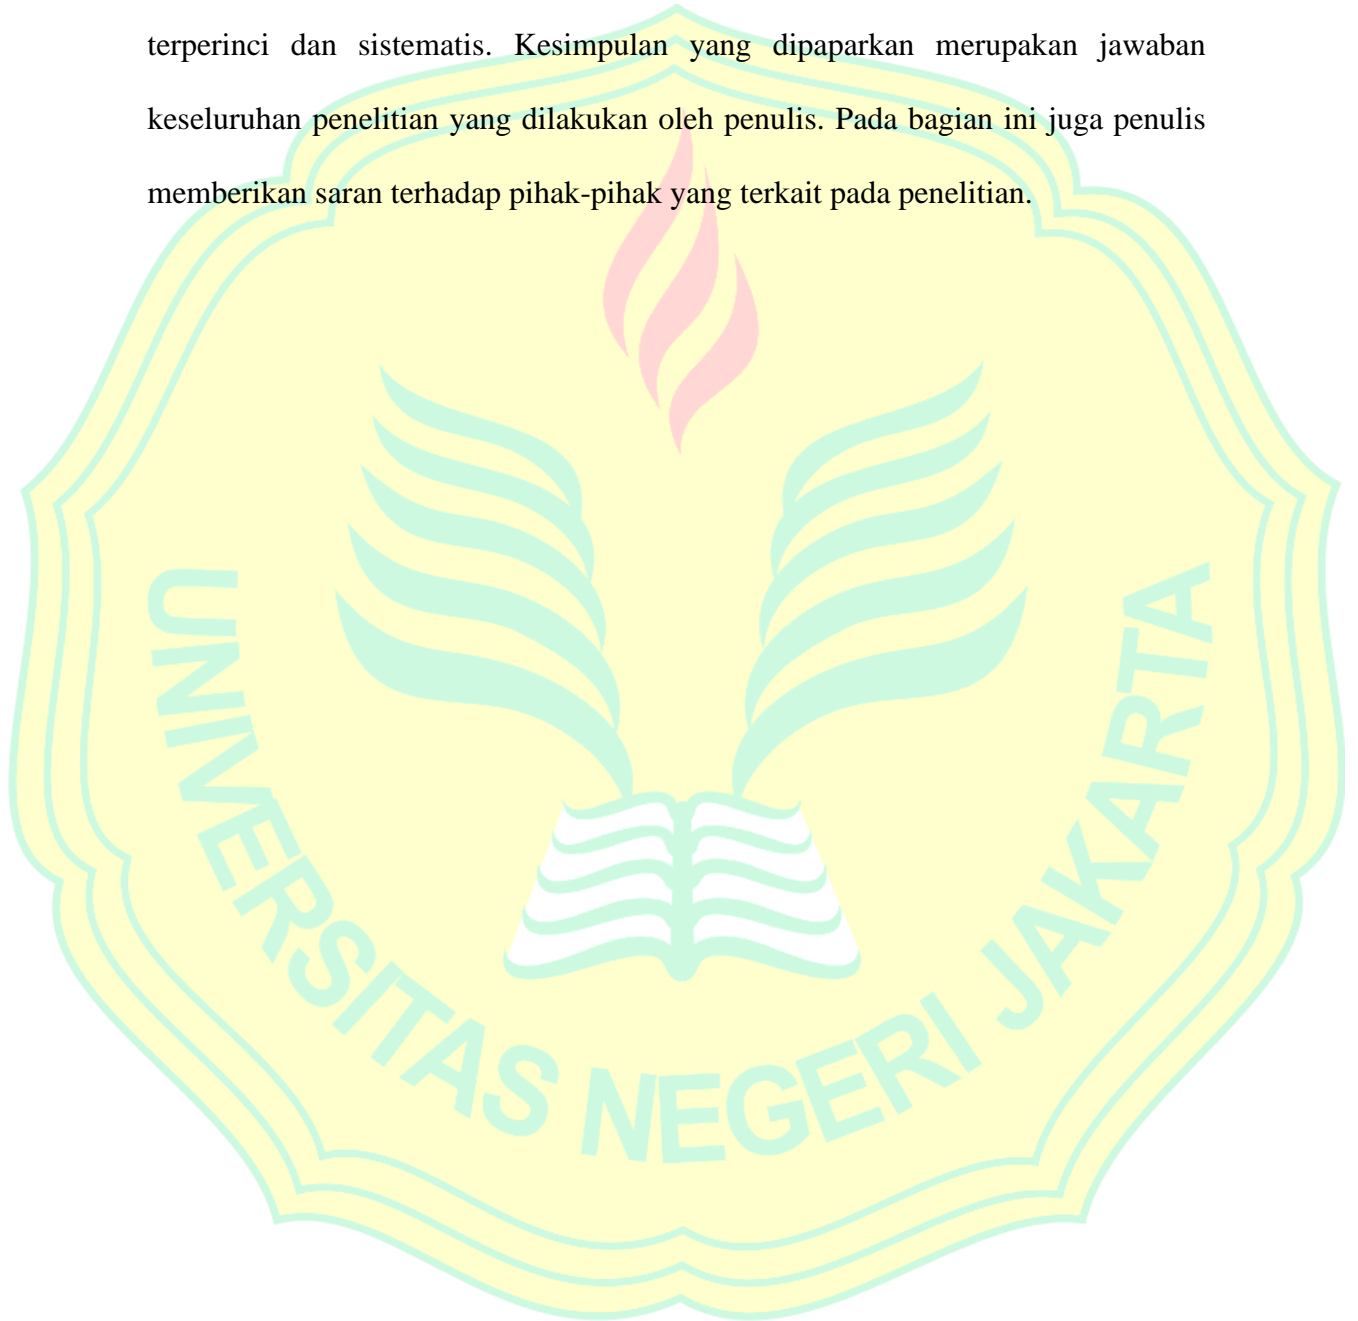 terperinci dan sistematis. Kesimpulan yang dipaparkan merupakan jawaban
keseluruhan penelitian yang dilakukan oleh penulis. Pada bagian ini juga penulis
memberikan saran terhadap pihak-pihak yang terkait pada penelitian.
UNIVERSITAS NEGERI JAKARTA